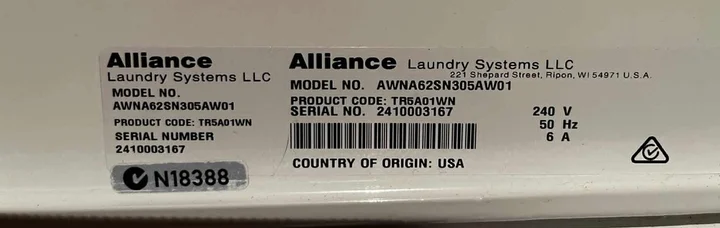 Alliance
Laundry Systems LLC
MODEL NO.
AWNA62SN305AW01
PRODUCT CODE: TR5A01WN
SERIAL NUMBER
2410003167
N18388
Alliance Laundry Systems LLC
221 Shepard Street, Ripon, WI 54971 U.S.A.
MODEL NO. AWNA62SN305AW01
PRODUCT CODE: TR5A01WN
SERIAL NO. 2410003167
240 V
50 Hz
6 A
COUNTRY OF ORIGIN: USA